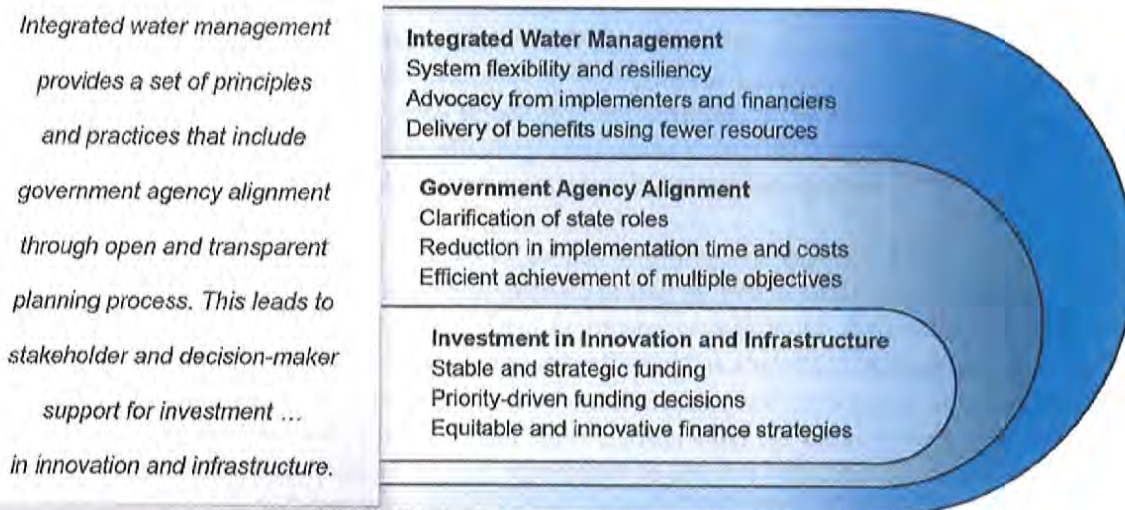 Integrated water management
provides a set of principles
and practices that include
government agency alignment
through open and transparent
planning process. This leads to
stakeholder and decision-maker
support for investment …
in innovation and infrastructure.
Integrated Water Management
System flexibility and resiliency
Advocacy from implementers and financiers
Delivery of benefits using fewer resources
Government Agency Alignment
Clarification of state roles
Reduction in implementation time and costs
Efficient achievement of multiple objectives
Investment in Innovation and Infrastructure
Stable and strategic funding
Priority-driven funding decisions
Equitable and innovative finance strategies